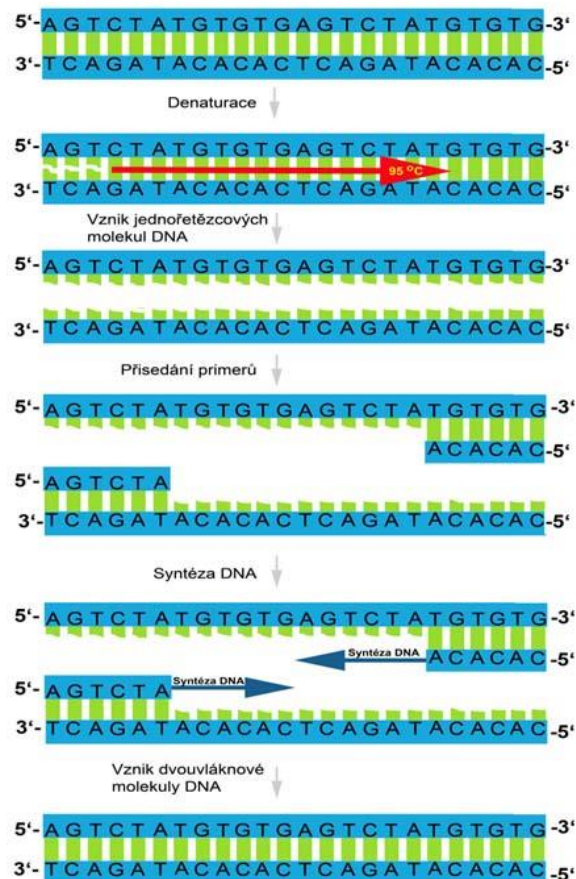 5‘- AGTCTATGTGTGAGTCTATGTGTG -3‘
3‘- TCAGATACACACTCAGATACACAC -5‘
Denaturace
5‘- AGTCTATGTGTGAGTCTATGTGTG -3‘
95 °C
3‘- TCAGATACACACTCAGATACACAC -5‘
Vznik jednořetězcových
molekul DNA
5‘- AGTCTATGTGTGAGTCTATGTGTG -3‘
3‘- TCAGATACACACTCAGATACACAC -5‘
Přisedání primerů
5‘- AGTCTATGTGTGAGTCTATGTGTG -3‘
ACACAC -5‘
5‘- AGTCTA
3‘- TCAGATACACACTCAGATACACAC -5‘
Syntéza DNA
5‘- AGTCTATGTGTGAGTCTATGTGTG -3‘
Syntéza DNA ACACAC -5‘
5‘- AGTCTA Syntéza DNA
3‘- TCAGATACACACTCAGATACACAC -5‘
Vznik dvouvláknové
molekuly DNA
5‘- AGTCTATGTGTGAGTCTATGTGTG -3‘
3‘- TCAGATACACACTCAGATACACAC -5‘